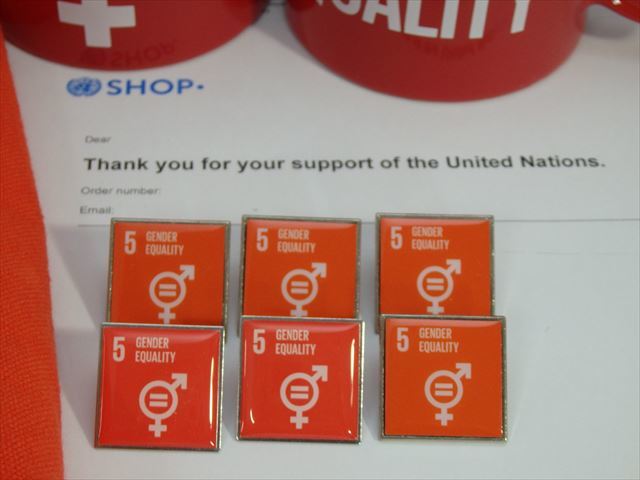 QUALITY
SHOP
Dear
Thank you for your support of the United Nations.
Order number:
Email:
5 GENDER
EQUALITY
5 GENDER
EQUALITY
5 GENDER
EQUALITY
5 GENDER
EQUALITY
5 GENDER
EQUALITY
5 GENDER
EQUALITY